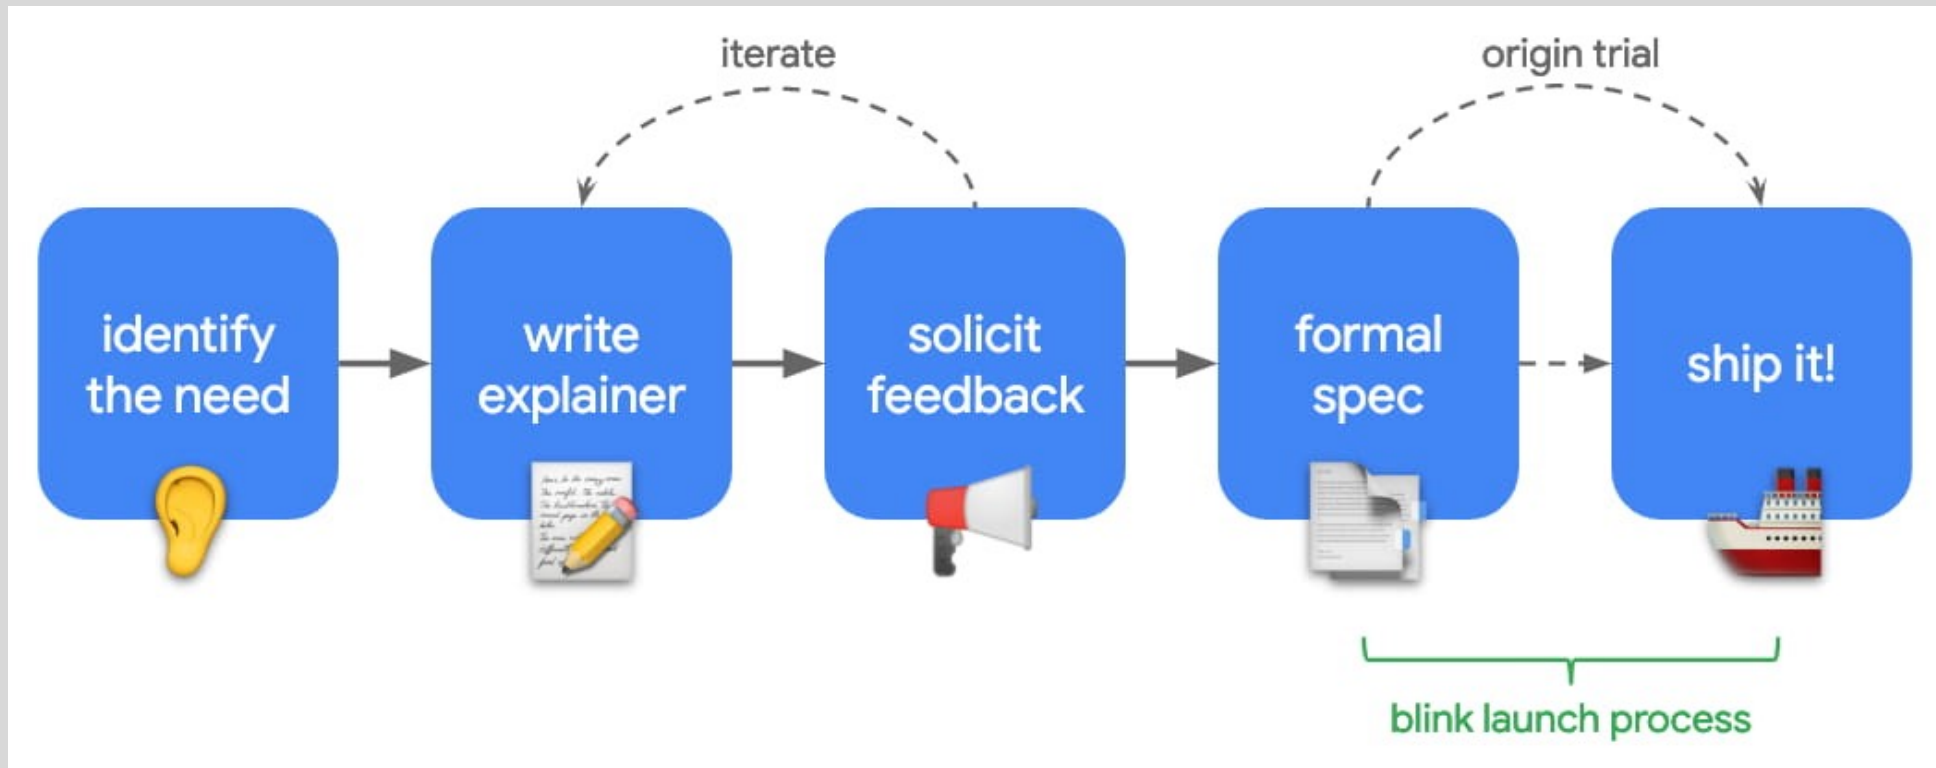 iterate
origin trial
identify
the need
write
explainer
solicit
feedback
formal
spec
ship it!
blink launch process